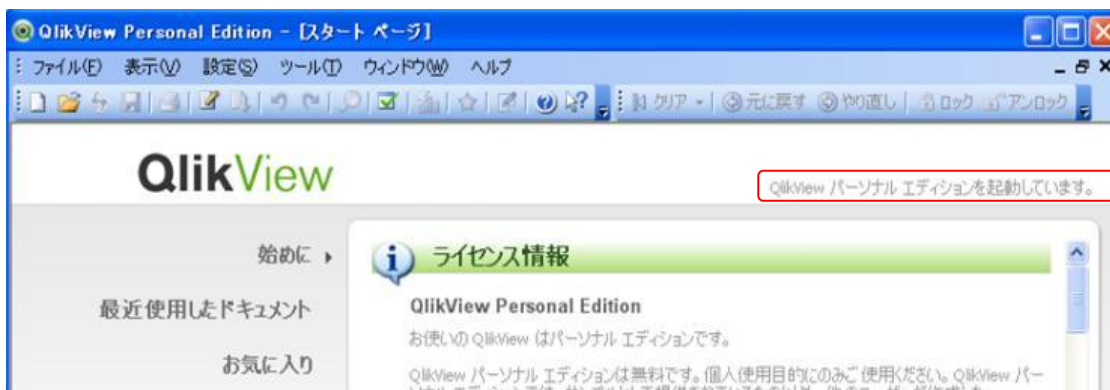 QlikView Personal Edition - [スタート ページ]
ファイル(F) 表示(V) 設定(S) ツール(T) ウィンドウ(W) ヘルプ
クリア 元に戻す やり直し ロック アンロック
QlikView
QlikView パーソナル エディションを起動しています。
始めに
ライセンス情報
最近使用したドキュメント
QlikView Personal Edition
お使いの QlikView はパーソナル エディションです。
お気に入り
QlikView パーソナル エディションは無料です。個人使用目的にのみご使用ください。QlikView パー